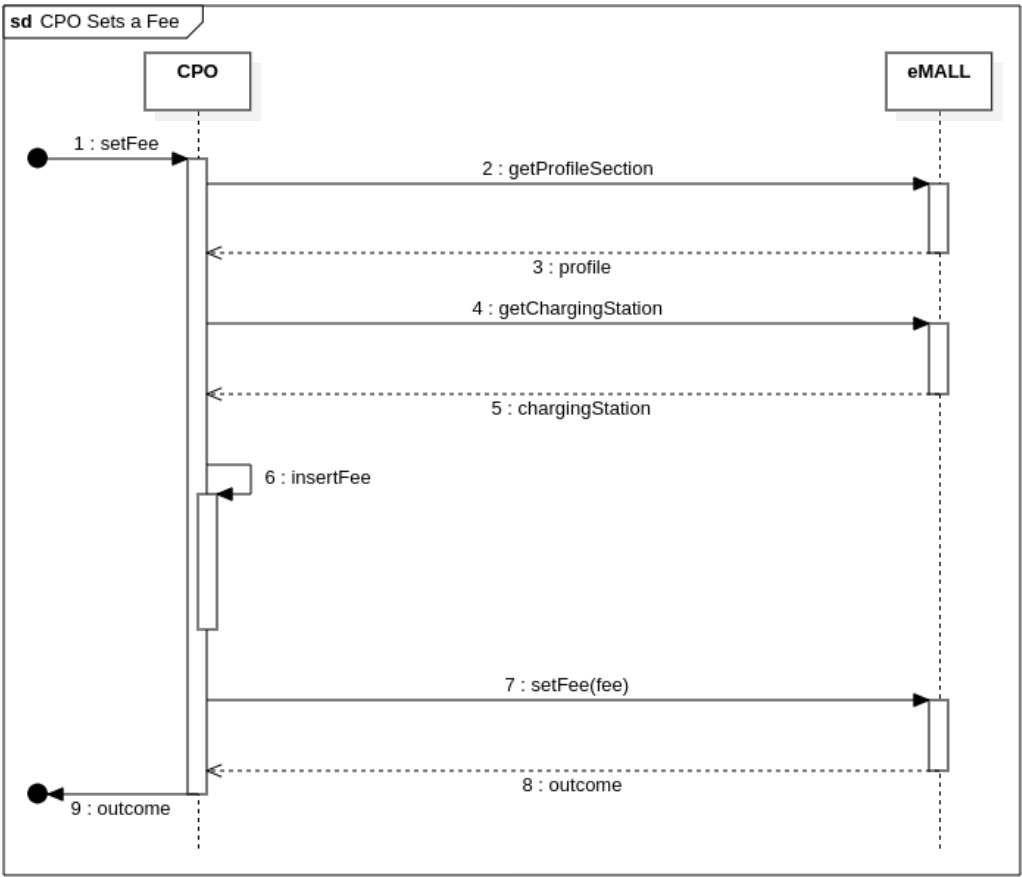 sd CPO Sets a Fee
CPO
eMALL
1 : setFee
2 : getProfileSection
3 : profile
4 : getChargingStation
5 : chargingStation
6 : insertFee
7 : setFee(fee)
8 : outcome
9 : outcome